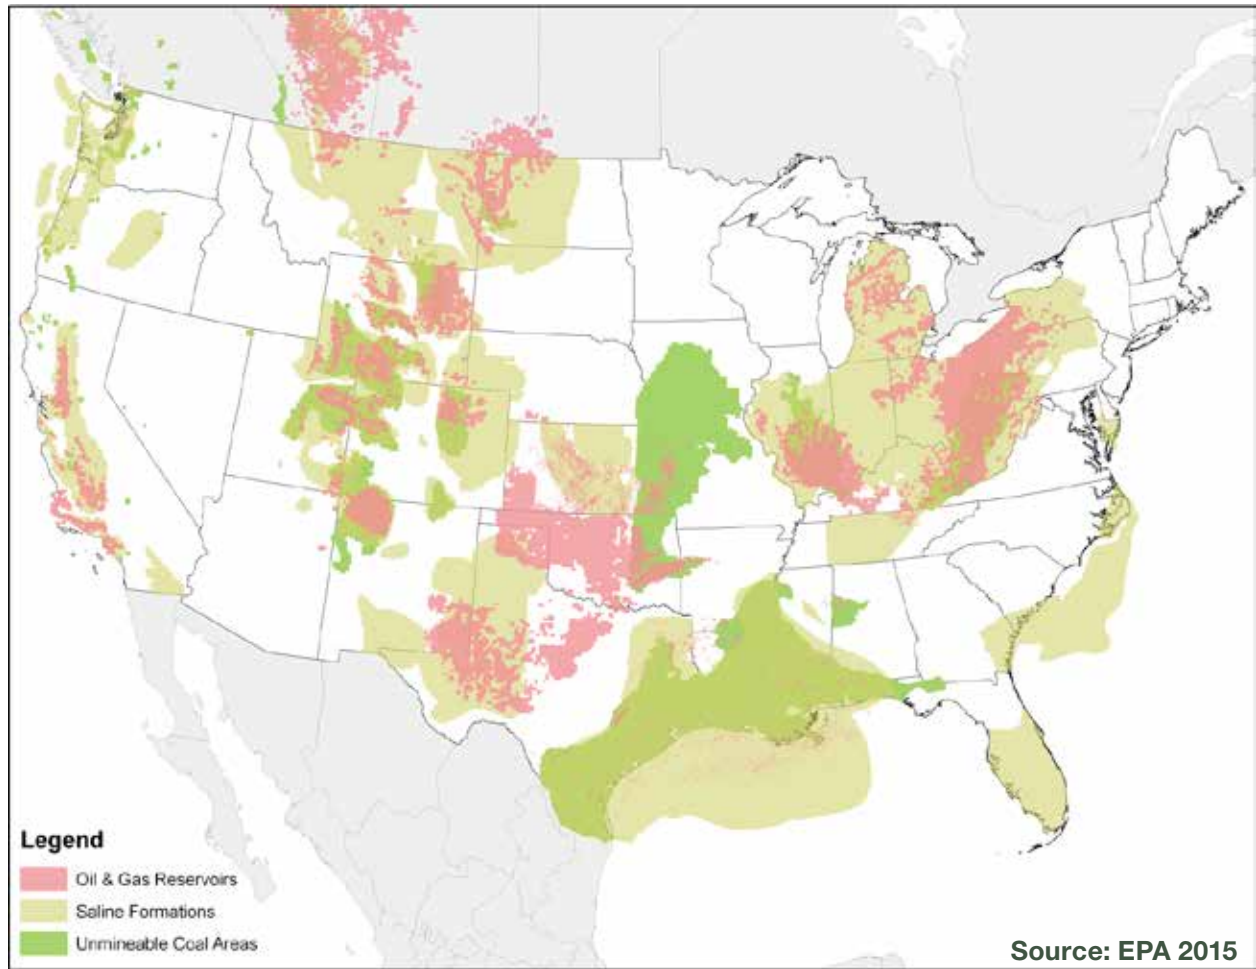 Legend
Oil & Gas Reservoirs
Saline Formations
Unmineable Coal Areas
Source: EPA 2015